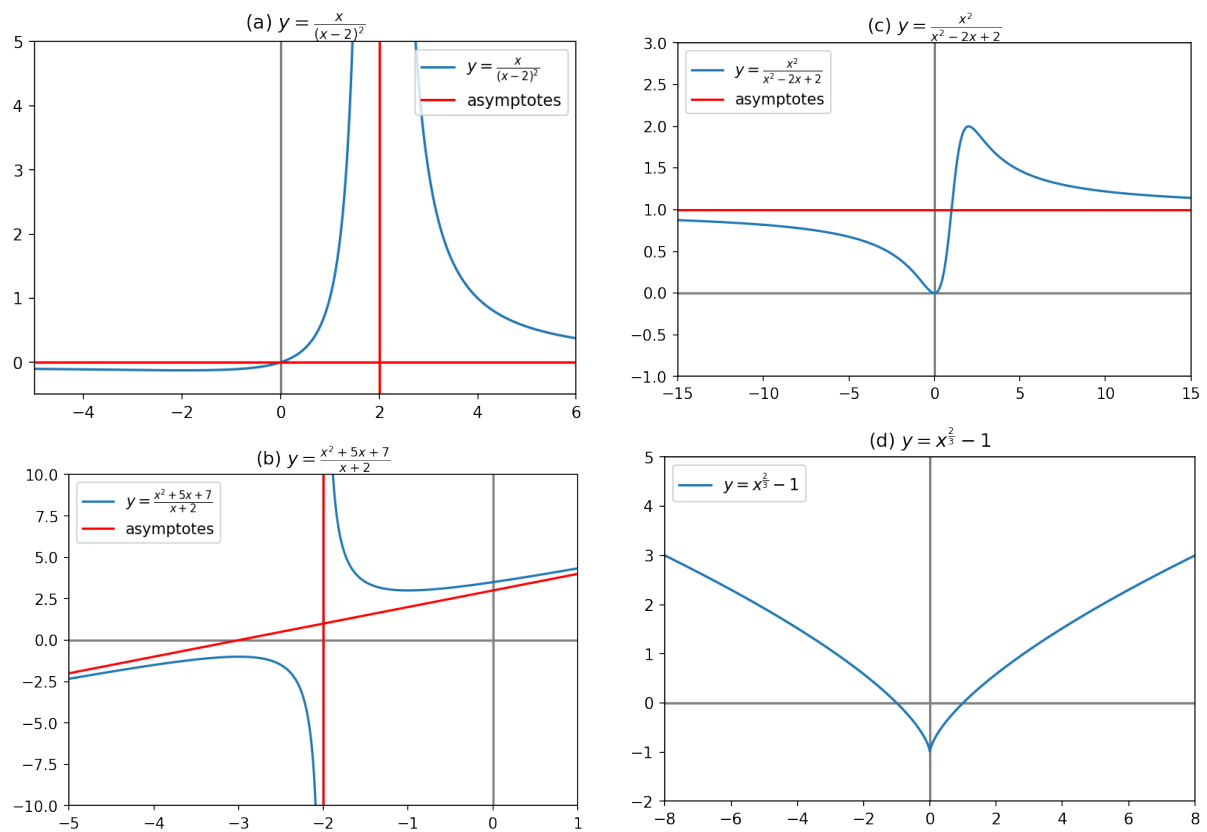 (a) y = x/(x−2)²
5
4
3
2
1
0
y = x/(x−2)²
asymptotes
−4 −2 0 2 4 6
(c) y = x²/(x²−2x+2)
3.0
2.5
2.0
1.5
1.0
0.5
0.0
−0.5
−1.0
y = x²/(x²−2x+2)
asymptotes
−15 −10 −5 0 5 10 15
(b) y = (x²+5x+7)/(x+2)
10.0
7.5
5.0
2.5
0.0
−2.5
−5.0
−7.5
−10.0
y = (x²+5x+7)/(x+2)
asymptotes
−5 −4 −3 −2 −1 0 1
(d) y = x^(2/3) − 1
5
4
3
2
1
0
−1
−2
y = x^(2/3) − 1
−8 −6 −4 −2 0 2 4 6 8